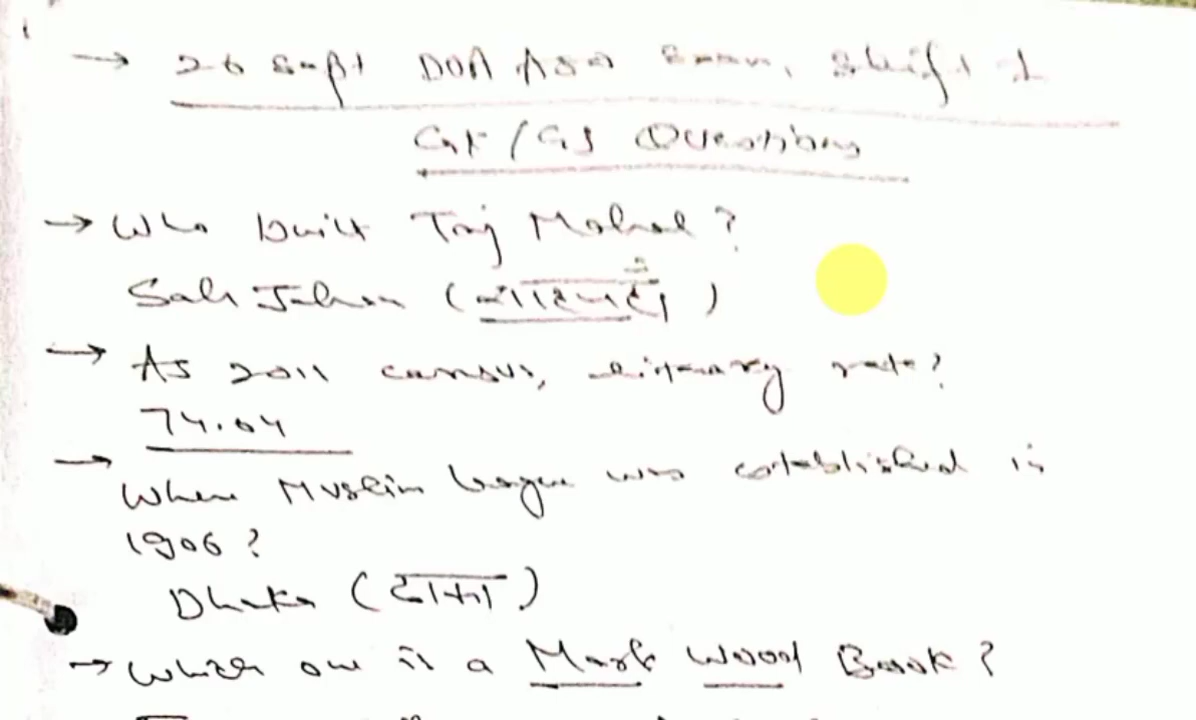 → 26 Sept DDA ASO Exam, Shift 1
GK/GS Questions
→ Who built Taj Mahal?
Sah Jahan (शाहजहाँ)
→ As 2011 census, literary rate?
74.04
→ Where Muslim league was established in
1906?
Dhaka (ढाका)
→ Which one is a Mark Wood Book?